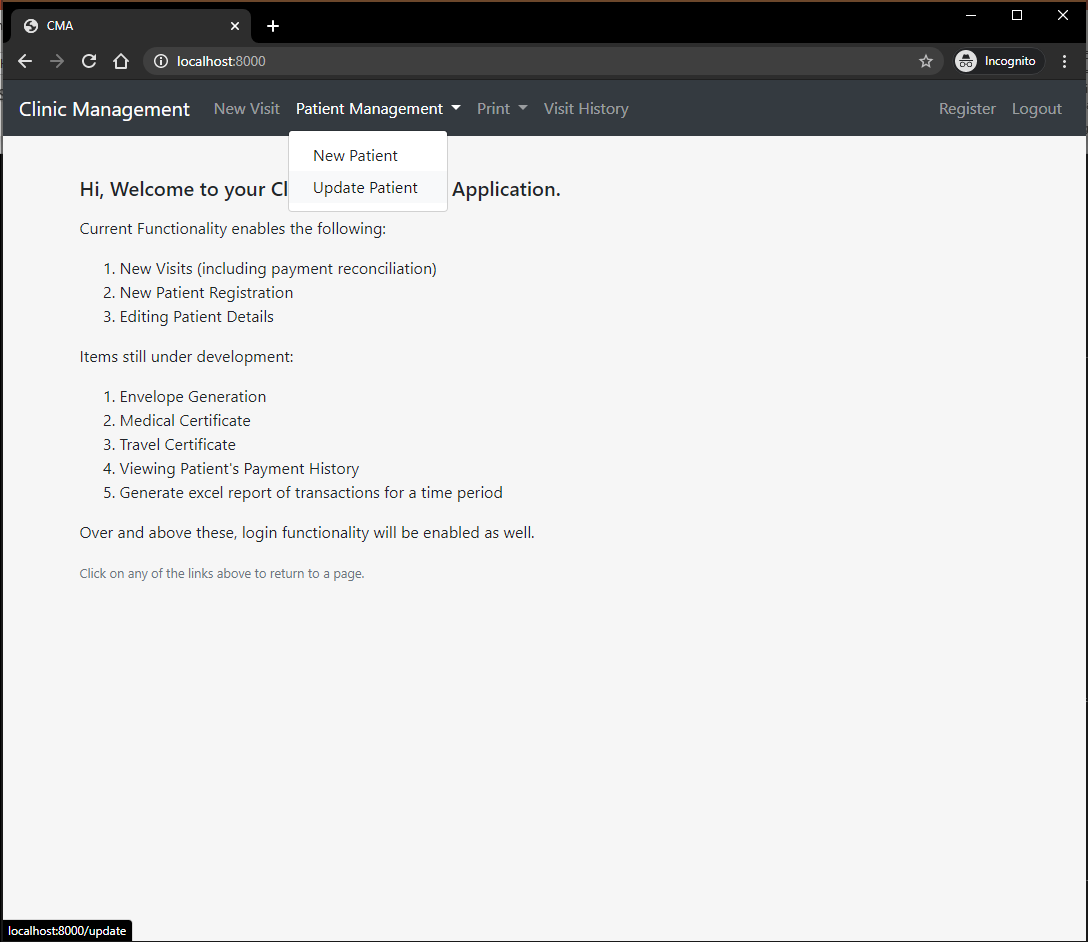 CMA
localhost:8000
Incognito
Clinic Management
New Visit
Patient Management
Print
Visit History
Register
Logout
New Patient
Update Patient
Hi, Welcome to your Cl
Application.
Current Functionality enables the following:
1. New Visits (including payment reconciliation)
2. New Patient Registration
3. Editing Patient Details
Items still under development:
1. Envelope Generation
2. Medical Certificate
3. Travel Certificate
4. Viewing Patient's Payment History
5. Generate excel report of transactions for a time period
Over and above these, login functionality will be enabled as well.
Click on any of the links above to return to a page.
localhost:8000/update